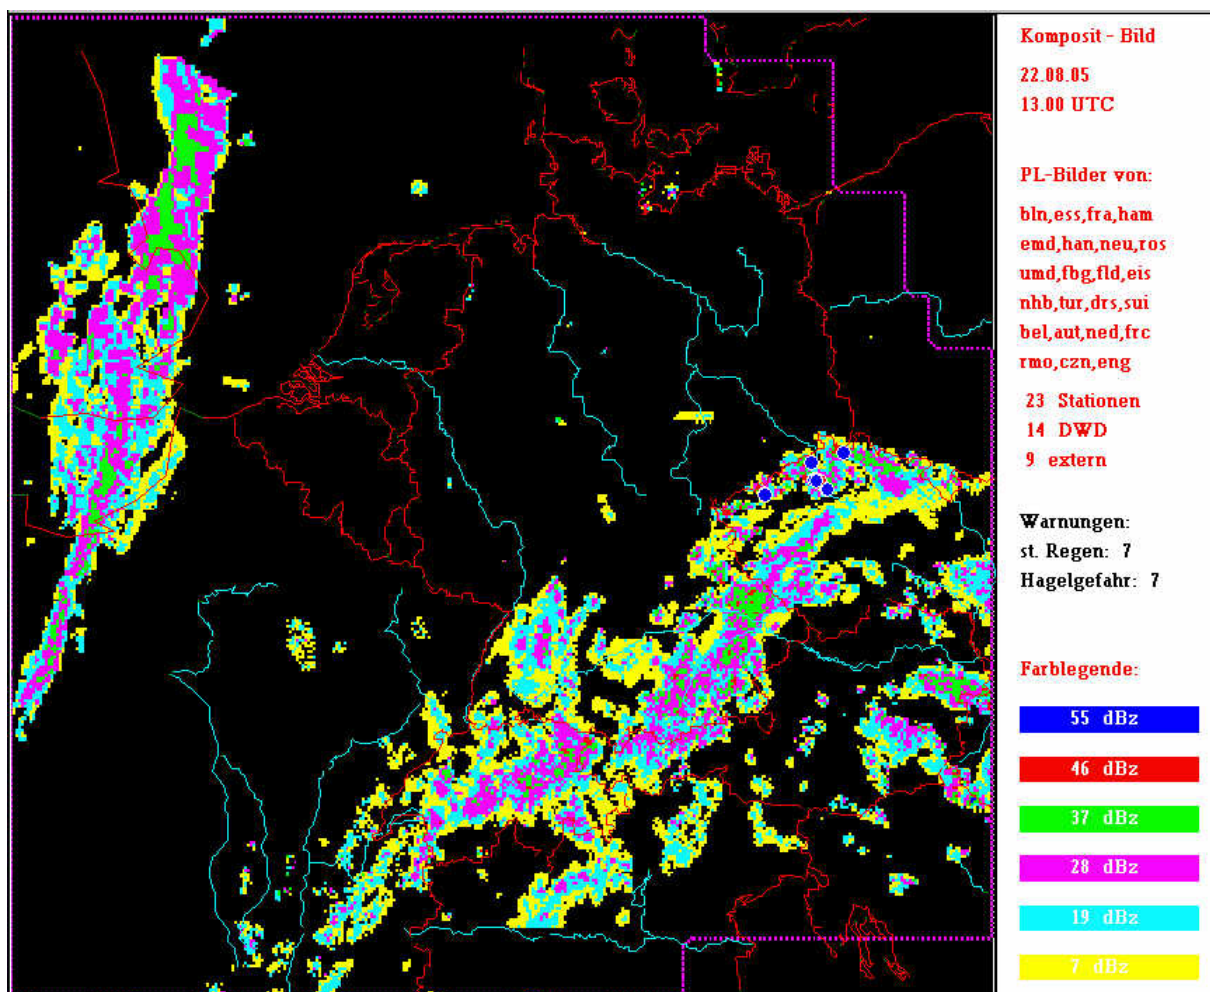 Komposit - Bild
22.08.05
13.00 UTC
PL-Bilder von:
bln,ess,fra,ham
emd,han,neu,ros
umd,fbg,fld,eis
nhb,tur,drs,sui
bel,aut,ned,frc
rmo,czn,eng
23 Stationen
14 DWD
9 extern
Warnungen:
st. Regen: 7
Hagelgefahr: 7
Farblegende:
55 dBz
46 dBz
37 dBz
28 dBz
19 dBz
7 dBz